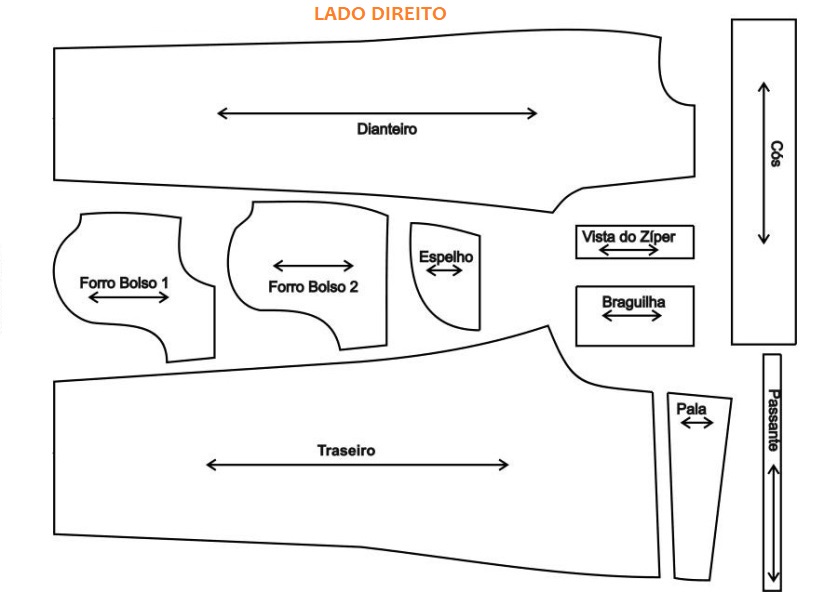 LADO DIREITO
Dianteiro
Cós
Forro Bolso 1
Forro Bolso 2
Espelho
Vista do Zíper
Braguilha
Traseiro
Pala
Passante